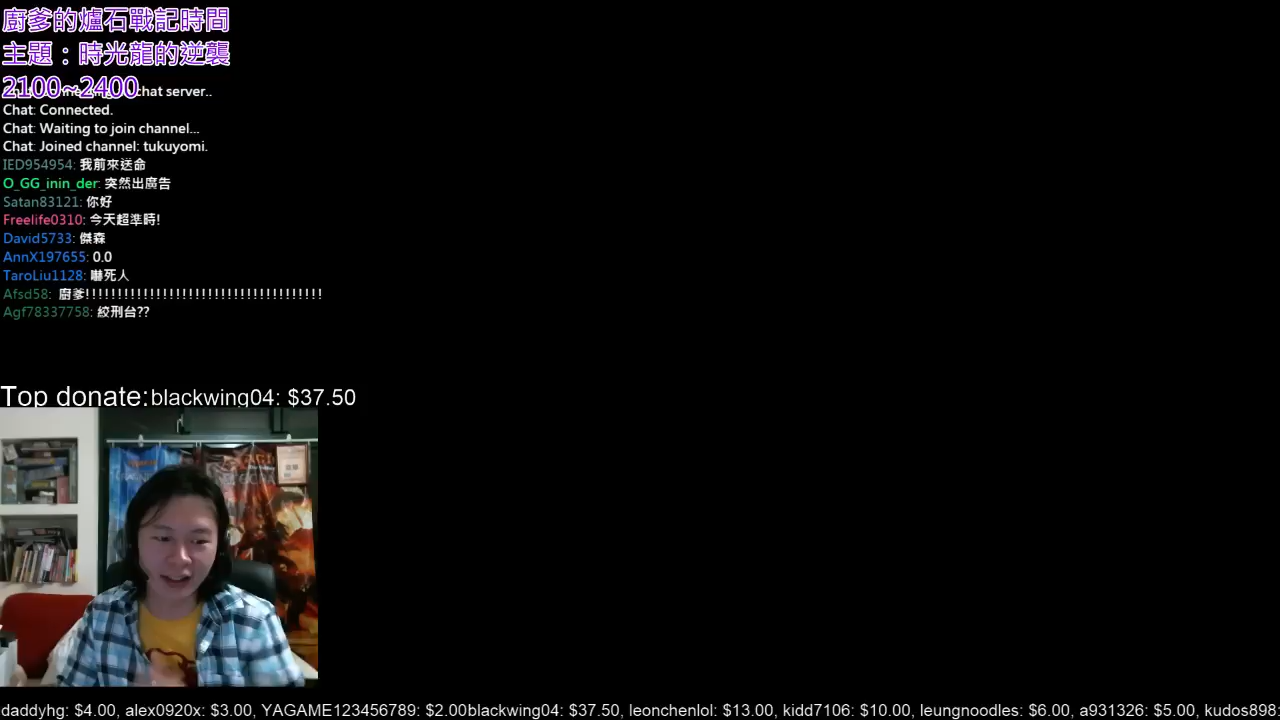 廚爹的爐石戰記時間
主題：時光龍的逆襲
2100~2400
chat server..
Chat: Connected.
Chat: Waiting to join channel...
Chat: Joined channel: tukuyomi.
IED954954: 我前來送命
O_GG_inin_der: 突然出廣告
Satan83121: 你好
Freelife0310: 今天超準時!
David5733: 傑森
AnnX197655: 0.0
TaroLiu1128: 嚇死人
Afsd58: 廚爹!!!!!!!!!!!!!!!!!!!!!!!!!!!!!!!!!!!!!!
Agf78337758: 絞刑台??
Top donate:blackwing04: $37.50
daddyhg: $4.00, alex0920x: $3.00, YAGAME123456789: $2.00blackwing04: $37.50, leonchenlol: $13.00, kidd7106: $10.00, leungnoodles: $6.00, a931326: $5.00, kudos898